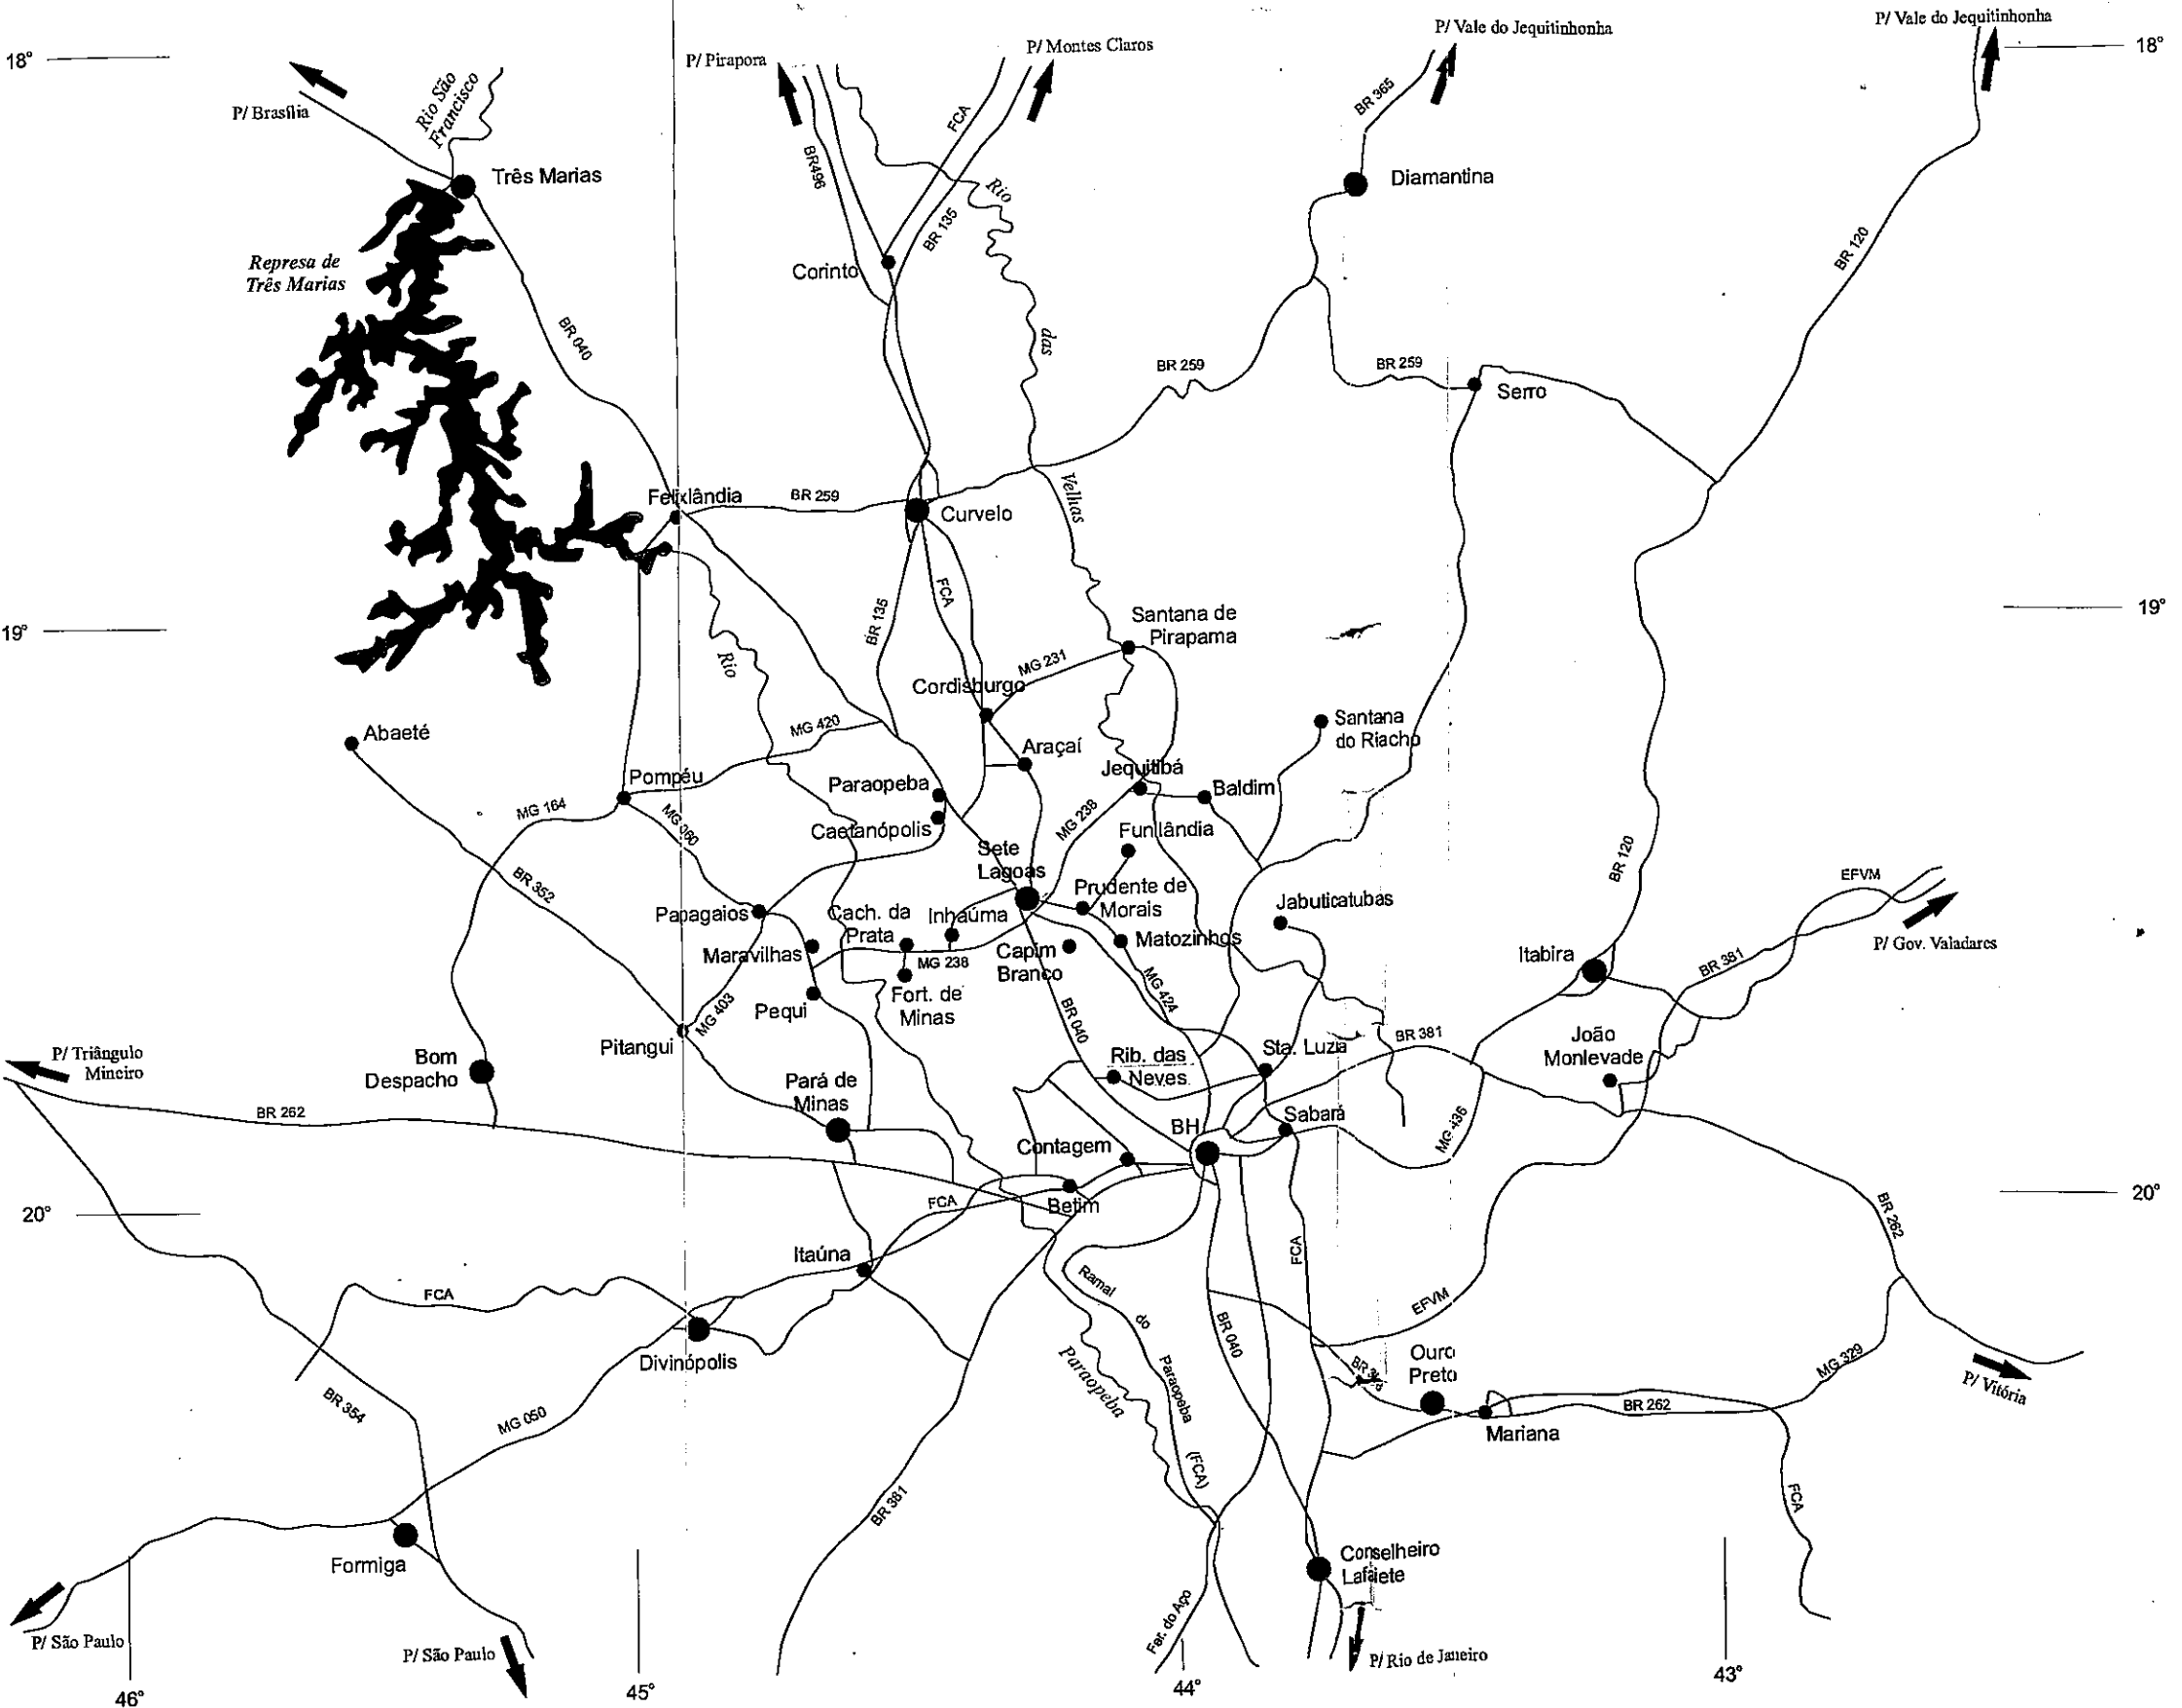 P/ Vale do Jequitinhonha
P/ Vale do Jequitinhonha
P/ Montes Claros
P/ Pirapora
18°
18°
P/ Brasília
Rio São
Francisco
BR 365
FCA
BR496
Três Marias
Diamantina
Rio
BR 135
BR 120
Represa de
Três Marias
Corinto
BR 040
das
BR 259
BR 259
Serro
Felixlândia
BR 259
Curvelo
Velhas
FCA
BR 135
19°
19°
Santana de
Pirapama
Rio
MG 231
Cordisburgo
Abaeté
MG 420
Santana
do Riacho
Araçaí
Jequitibá
Pompéu
Paraopeba
Baldim
MG 164
MG 060
Caetanópolis
MG 238
Funilândia
Sete
Lagoas
BR 352
BR 120
EFVM
Prudente de
Morais
Papagaios
Cach. da
Prata
Inhaúma
Jabuticatubas
Matozinhos
Maravilhas
MG 238
Capim
Branco
Itabira
P/ Gov. Valadares
BR 381
Fort. de
Minas
MG 424
Pequi
MG 403
BR 040
BR 381
João
Monlevade
Pitangui
P/ Triângulo
Mineiro
Bom
Despacho
Rib. das
Neves
Sta. Luzia
Pará de
Minas
BR 262
Sabará
BH
MG 436
Contagem
20°
20°
FCA
Betim
BR 262
Itaúna
FCA
FCA
Ramal
do
Paraopeba
(FCA)
EFVM
BR 040
Divinópolis
Paraopeba
Ouro
Preto
MG 329
P/ Vitória
BR 354
MG 050
BR 262
Mariana
BR 381
FCA
Formiga
Conselheiro
Lafaiete
Fer. do Aço
P/ São Paulo
P/ São Paulo
P/ Rio de Janeiro
46°
45°
44°
43°